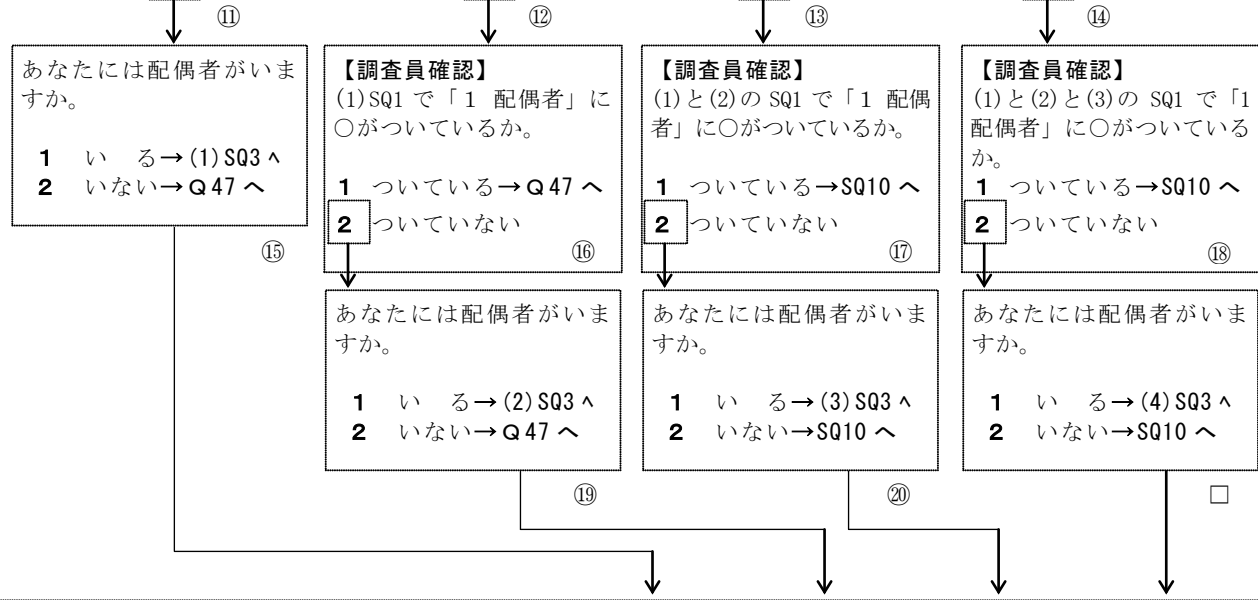 ⑪
⑫
⑬
⑭
あなたには配偶者がいま
すか。
1 い る→(1)SQ3 へ
2 いない→Q47 へ
⑮
【調査員確認】
(1)SQ1 で「1 配偶者」に
○がついているか。
1 ついている→Q47 へ
2 ついていない
⑯
【調査員確認】
(1)と(2)の SQ1 で「1 配偶
者」に○がついているか。
1 ついている→SQ10 へ
2 ついていない
⑰
【調査員確認】
(1)と(2)と(3)の SQ1 で「1
配偶者」に○がついている
か。
1 ついている→SQ10 へ
2 ついていない
⑱
あなたには配偶者がいま
すか。
1 い る→(2)SQ3 へ
2 いない→Q47 へ
⑲
あなたには配偶者がいま
すか。
1 い る→(3)SQ3 へ
2 いない→SQ10 へ
⑳
あなたには配偶者がいま
すか。
1 い る→(4)SQ3 へ
2 いない→SQ10 へ
□